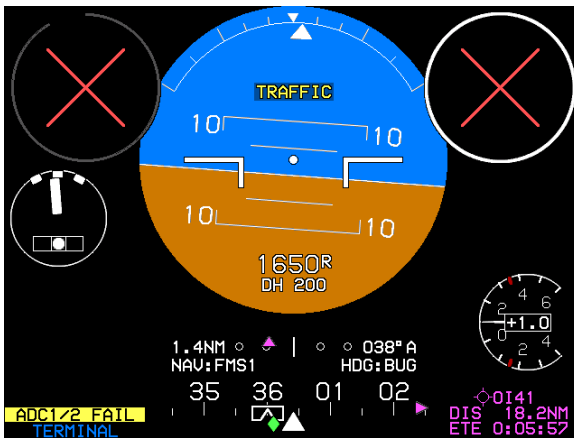 TRAFFIC
10 10
10 10
1650R
DH 200
4 6
2
+1.0
0
2 4
1.4NM 038°A
NAV:FMS1 HDG:BUG
35 36 01 02
OI41
DIS 18.2NM
ETE 0:05:57
ADC1/2 FAIL
TERMINAL